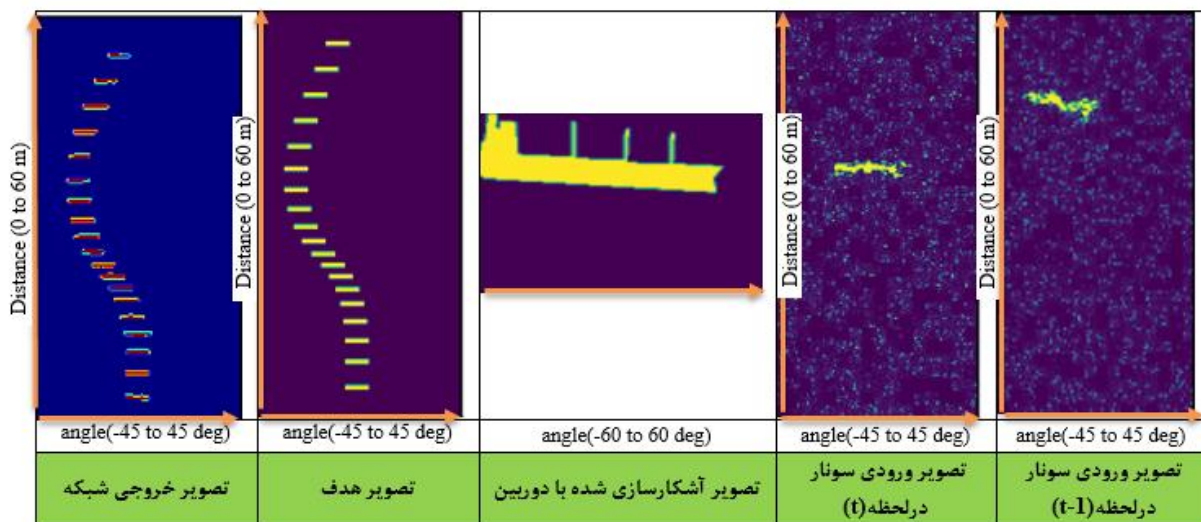 Distance (0 to 60 m)
Distance (0 to 60 m)
Distance (0 to 60 m)
Distance (0 to 60 m)
angle(-45 to 45 deg)
angle(-45 to 45 deg)
angle(-60 to 60 deg)
angle(-45 to 45 deg)
angle(-45 to 45 deg)
تصویر ورودی سونار
درلحظه(t-1)
تصویر ورودی سونار
درلحظه(t)
تصویر آشکارسازی شده با دوربین
تصویر هدف
تصویر خروجی شبکه